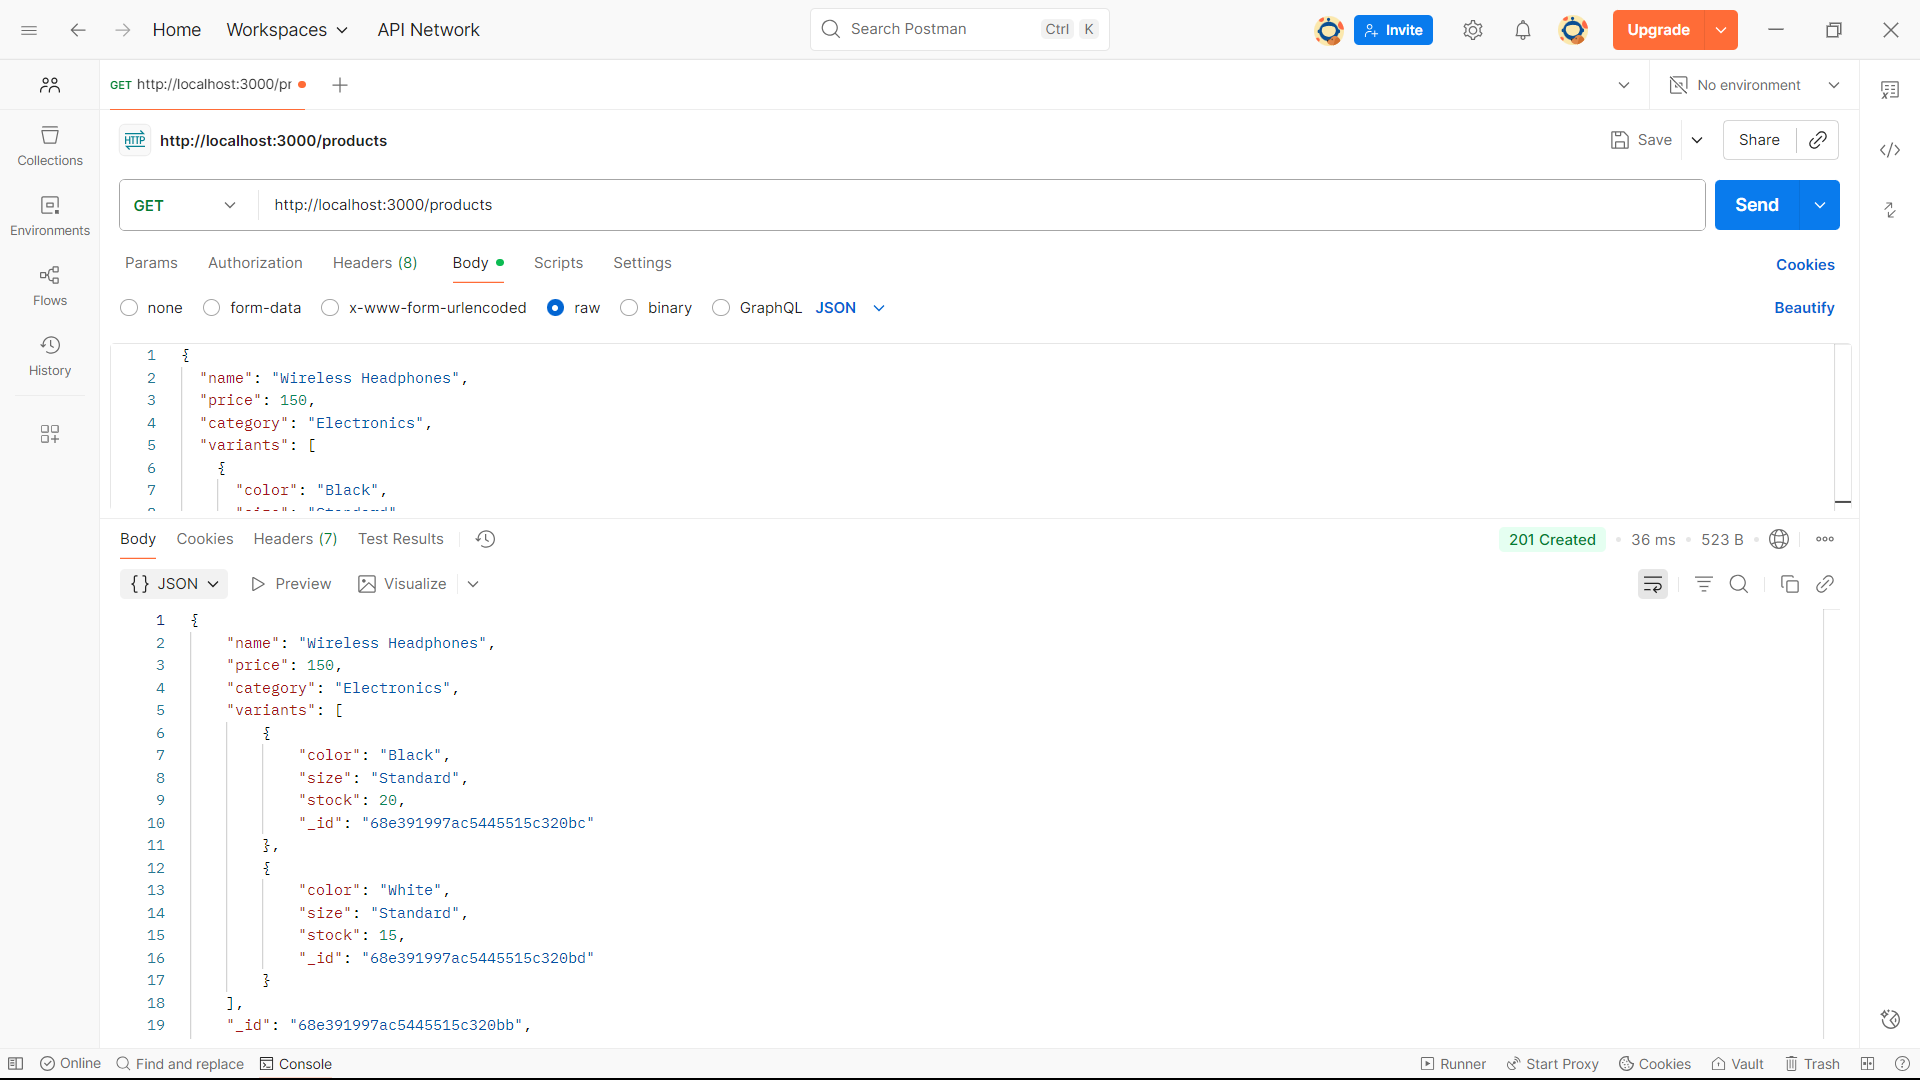 Home Workspaces API Network Search Postman Ctrl K Invite Upgrade
GET http://localhost:3000/pr No environment
HTTP http://localhost:3000/products Save Share
GET http://localhost:3000/products Send
Params Authorization Headers (8) Body Scripts Settings Cookies
none form-data x-www-form-urlencoded raw binary GraphQL JSON Beautify
Collections
Environments
Flows
History
1 {
2 "name": "Wireless Headphones",
3 "price": 150,
4 "category": "Electronics",
5 "variants": [
6 {
7 "color": "Black",
8 "size": "Standard"
Body Cookies Headers (7) Test Results 201 Created 36 ms 523 B
{} JSON Preview Visualize
1 {
2 "name": "Wireless Headphones",
3 "price": 150,
4 "category": "Electronics",
5 "variants": [
6 {
7 "color": "Black",
8 "size": "Standard",
9 "stock": 20,
10 "_id": "68e391997ac5445515c320bc"
11 },
12 {
13 "color": "White",
14 "size": "Standard",
15 "stock": 15,
16 "_id": "68e391997ac5445515c320bd"
17 }
18 ],
19 "_id": "68e391997ac5445515c320bb",
Online Find and replace Console Runner Start Proxy Cookies Vault Trash